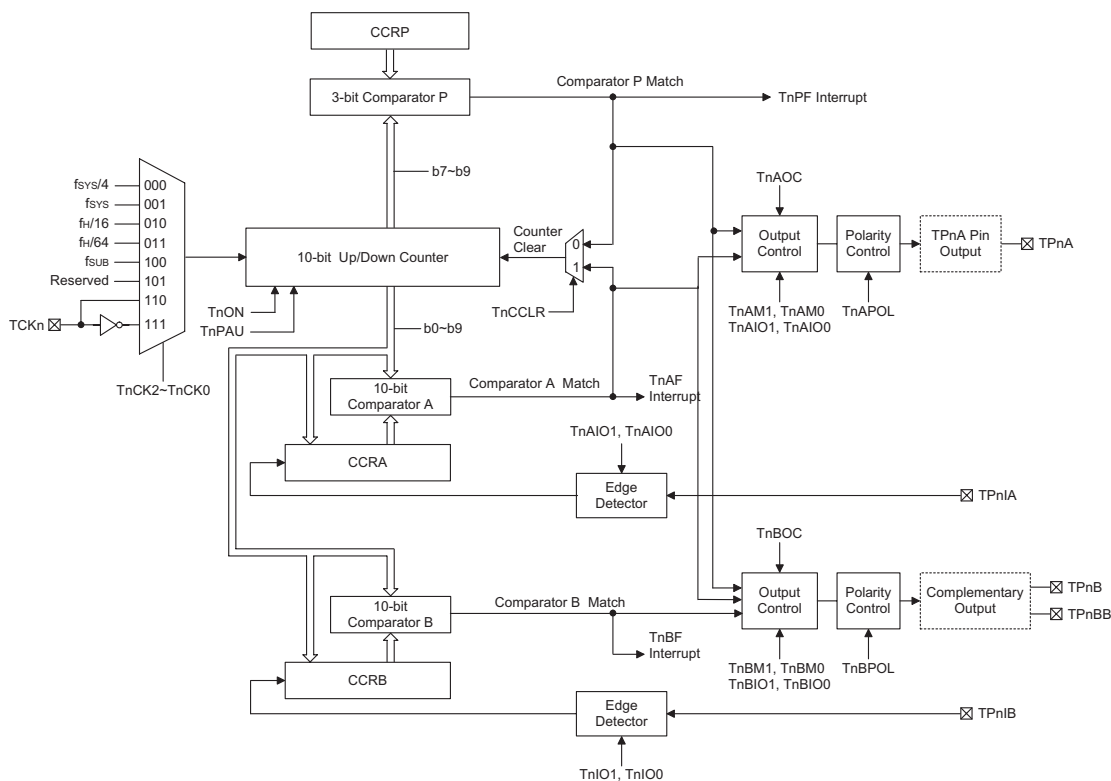 CCRP
3-bit Comparator P
Comparator P Match
TnPF Interrupt
b7~b9
fSYS/4
000
fSYS
001
fH/16
010
fH/64
011
fSUB
100
Reserved
101
110
TCKn
111
TnCK2~TnCK0
10-bit Up/Down Counter
TnON
TnPAU
Counter
Clear
0
1
TnCCLR
b0~b9
TnAOC
Output
Control
Polarity
Control
TPnA Pin
Output
TPnA
TnAM1, TnAM0
TnAIO1, TnAIO0
TnAPOL
10-bit
Comparator A
Comparator A Match
TnAF
Interrupt
CCRA
TnAIO1, TnAIO0
Edge
Detector
TPnIA
TnBOC
Output
Control
Polarity
Control
Complementary
Output
TPnB
TPnBB
TnBM1, TnBM0
TnBIO1, TnBIO0
TnBPOL
10-bit
Comparator B
Comparator B Match
TnBF
Interrupt
CCRB
Edge
Detector
TPnIB
TnIO1, TnIO0